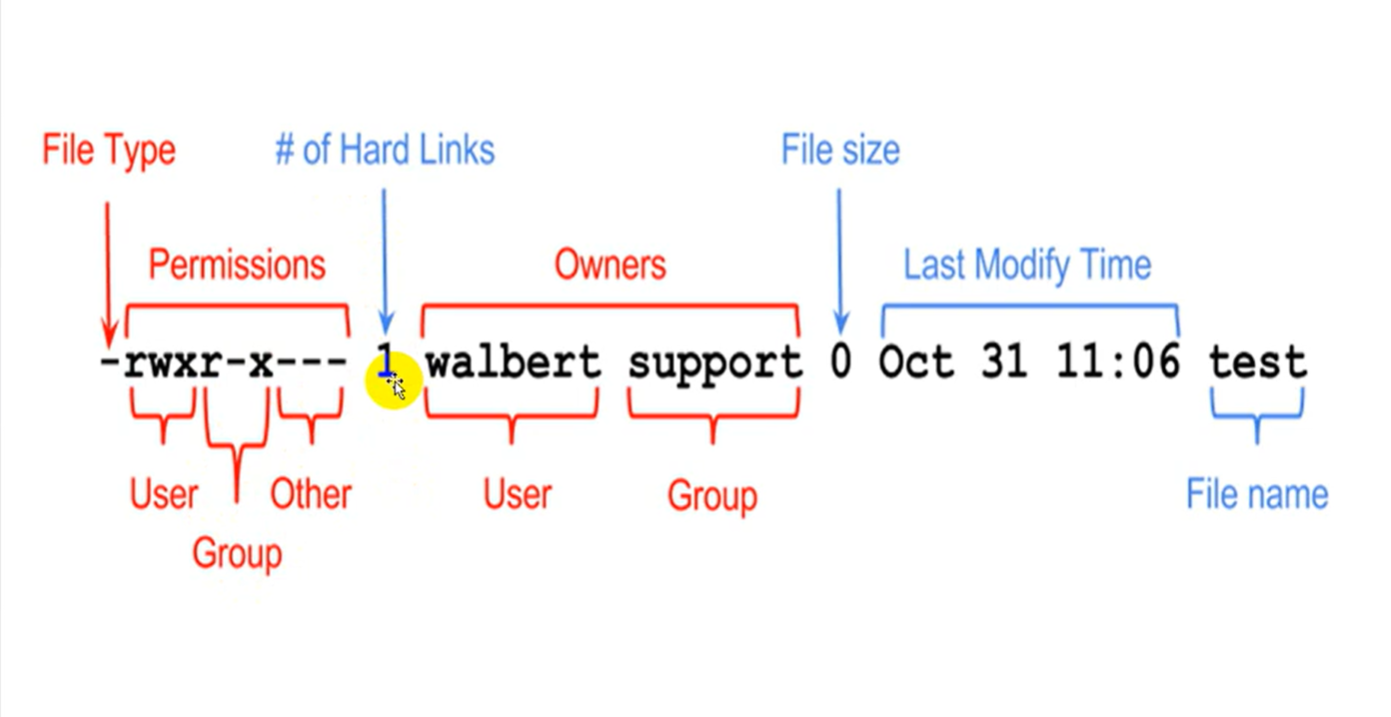 File Type # of Hard Links File size
Permissions Owners Last Modify Time
-rwxr-x--- 1 walbert support 0 Oct 31 11:06 test
User Other User Group File name
Group